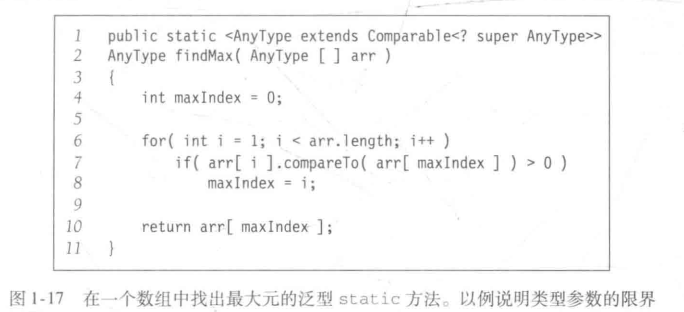 1 public static <AnyType extends Comparable<? super AnyType>>
2 AnyType findMax( AnyType [ ] arr )
3 {
4 int maxIndex = 0;
5
6 for( int i = 1; i < arr.length; i++ )
7 if( arr[ i ].compareTo( arr[ maxIndex ] ) > 0 )
8 maxIndex = i;
9
10 return arr[ maxIndex ];
11 }
图 1-17 在一个数组中找出最大元的泛型 static 方法。以例说明类型参数的限界